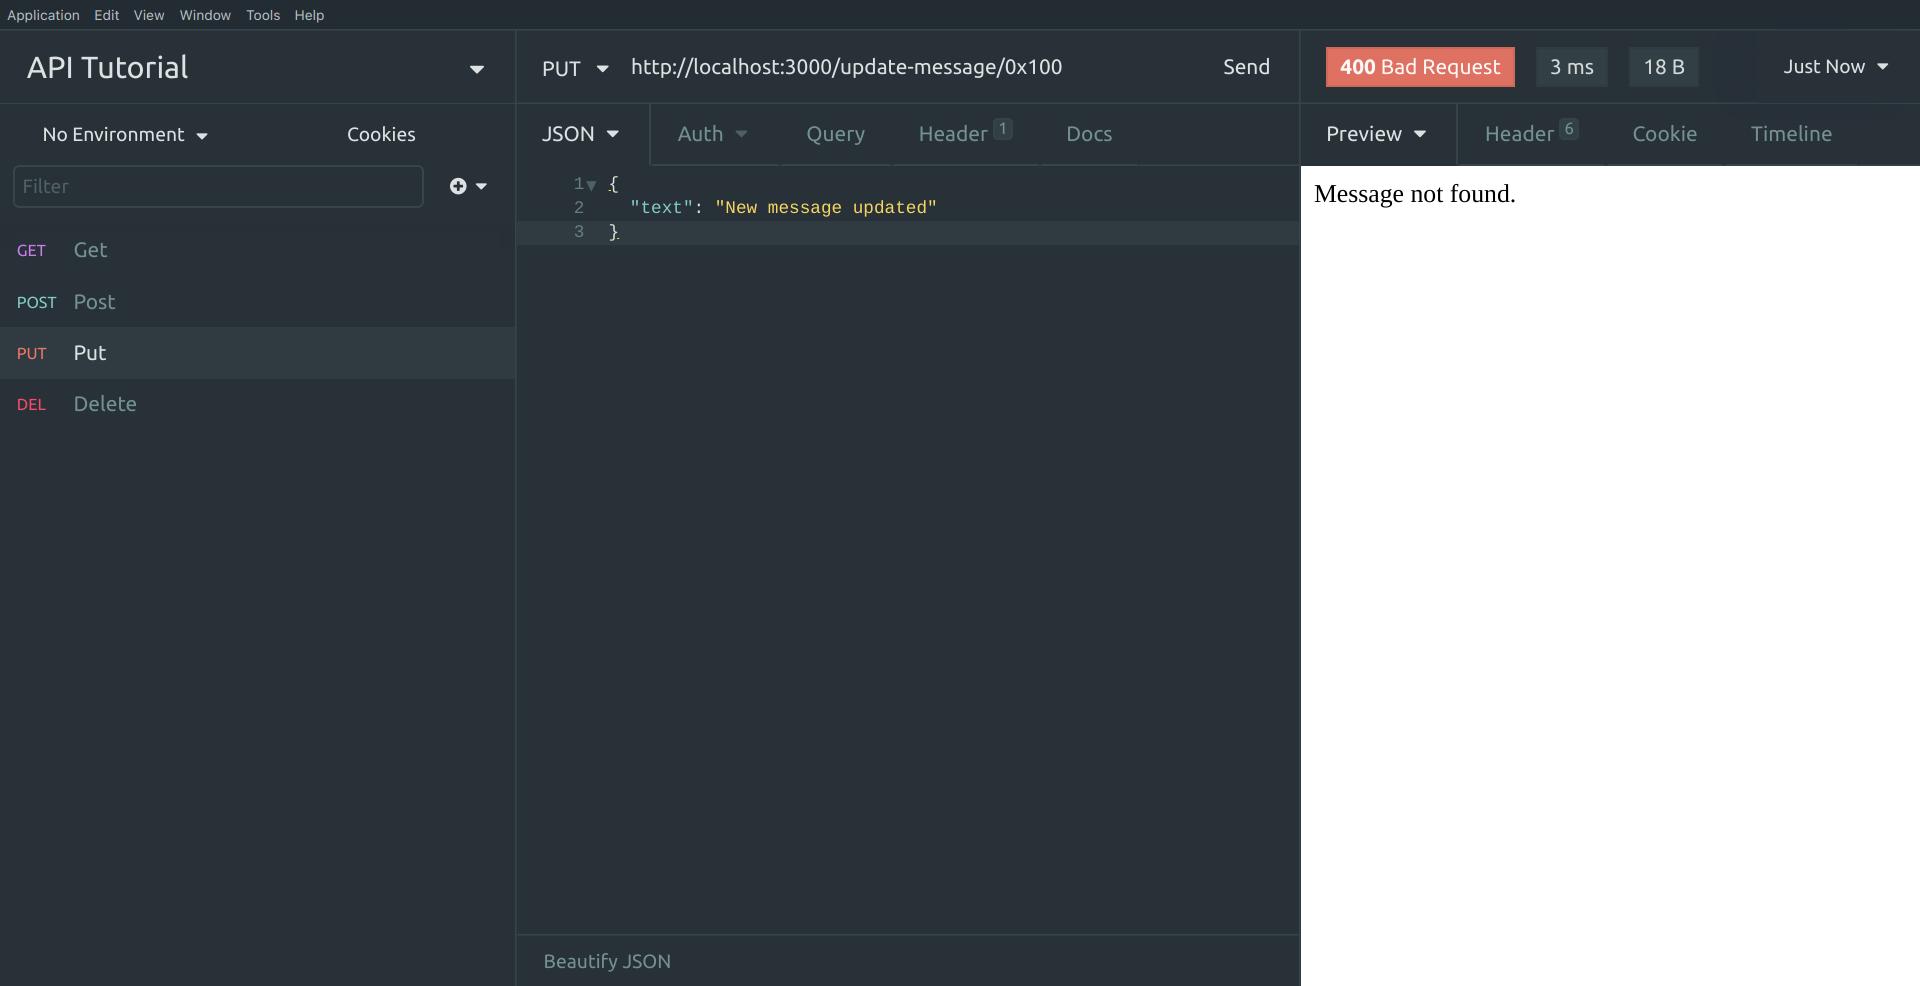 Application Edit View Window Tools Help
API Tutorial
No Environment Cookies
Filter
GET Get
POST Post
PUT Put
DEL Delete
PUT http://localhost:3000/update-message/0x100 Send
JSON Auth Query Header 1 Docs
1 {
2 "text": "New message updated"
3 }
Beautify JSON
400 Bad Request 3 ms 18 B Just Now
Preview Header 6 Cookie Timeline
Message not found.